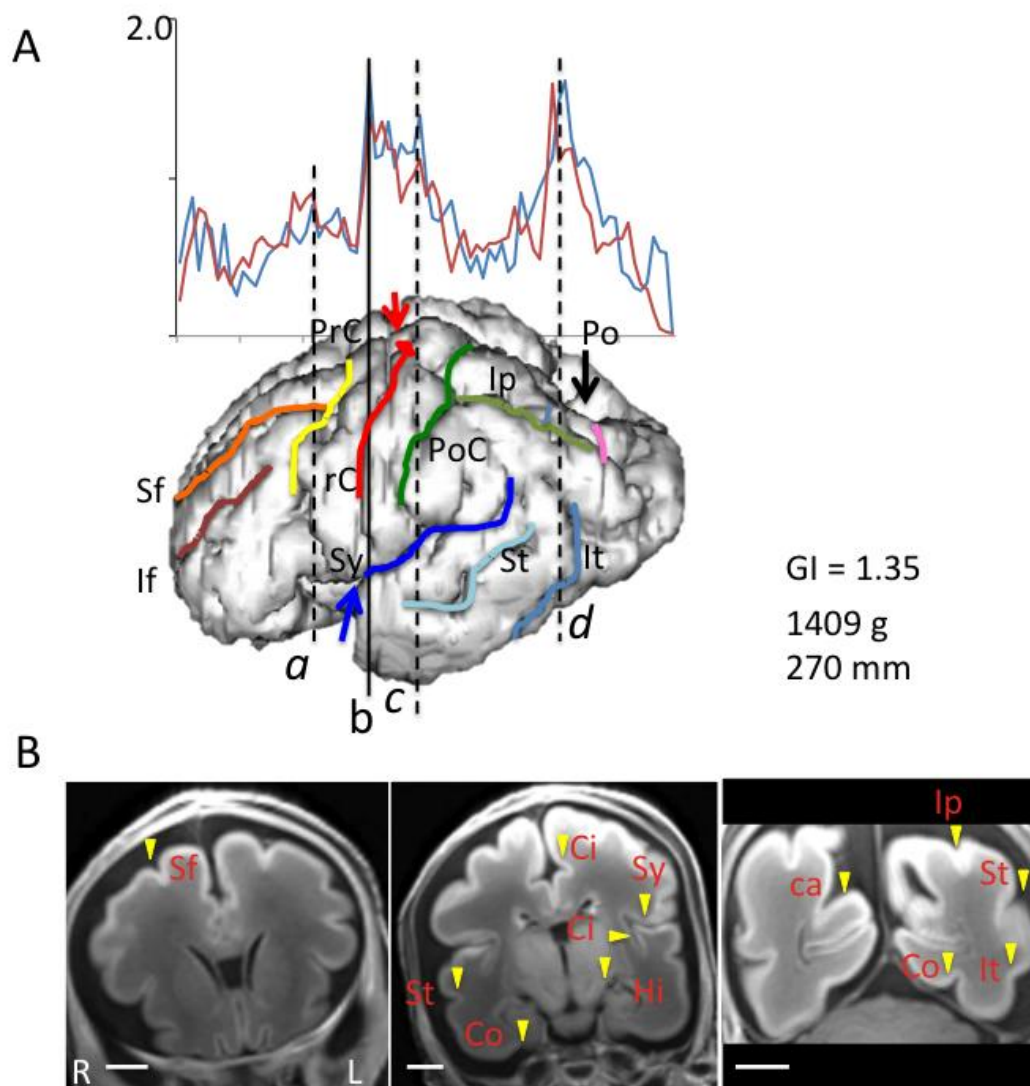 A
2.0
PrC
Po
Ip
PoC
rC
Sf
If
Sy
St
It
a
b
c
d
GI = 1.35
1409 g
270 mm
B
Sf
R
L
Ci
Sy
Ci
St
Hi
Co
Ip
St
ca
Co
It